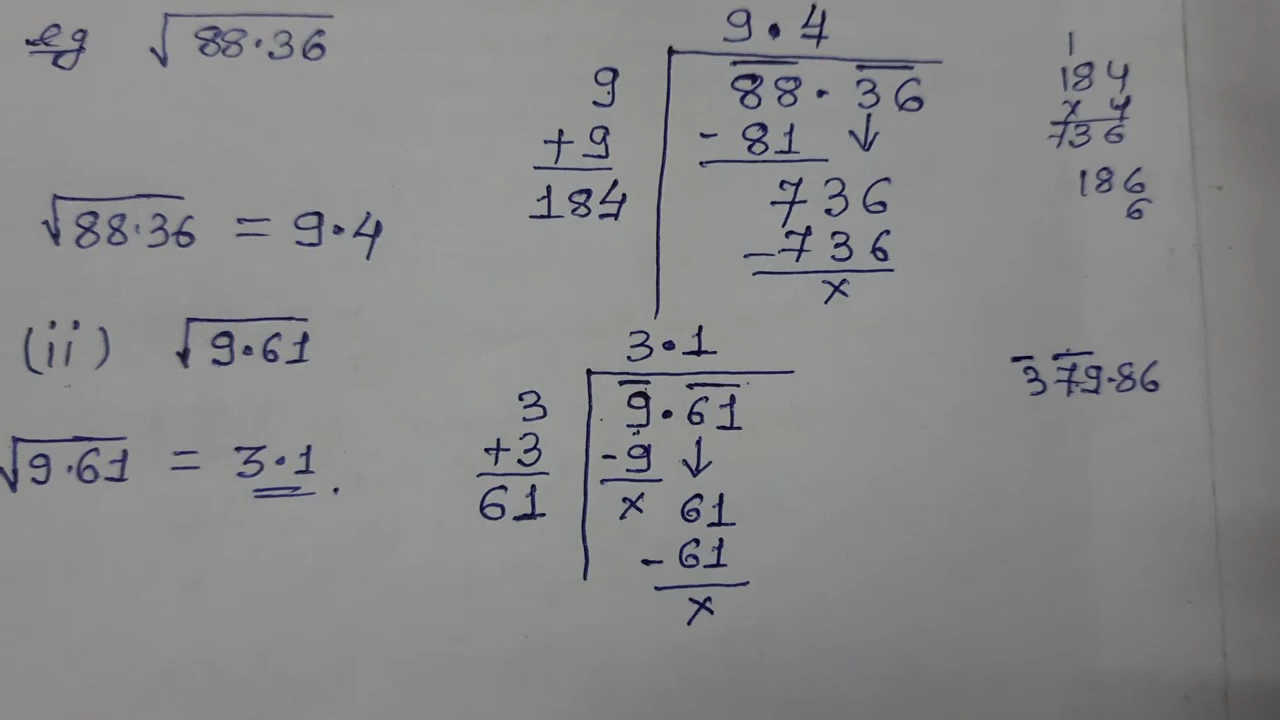 eg √88.36
9.4
9
88.36
+9
-81 ↓
184
736
-736
x
1
184
x 4
736
186
6
√88.36 = 9.4
(ii) √9.61
3.1
3
9.61
+3
-9 ↓
61
x 61
-61
x
√9.61 = 3.1.
379.86